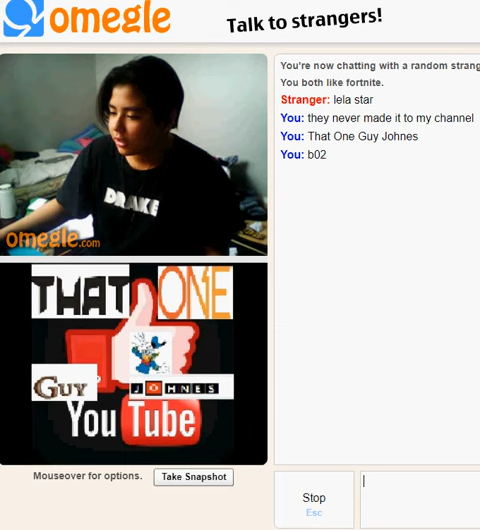 omegle
Talk to strangers!
You're now chatting with a random strang
You both like fortnite.
Stranger: lela star
You: they never made it to my channel
You: That One Guy Johnes
You: b02
DRAKE
omegle.com
THAT ONE
GUY JOHNES
YouTube
Mouseover for options.
Take Snapshot
Stop
Esc